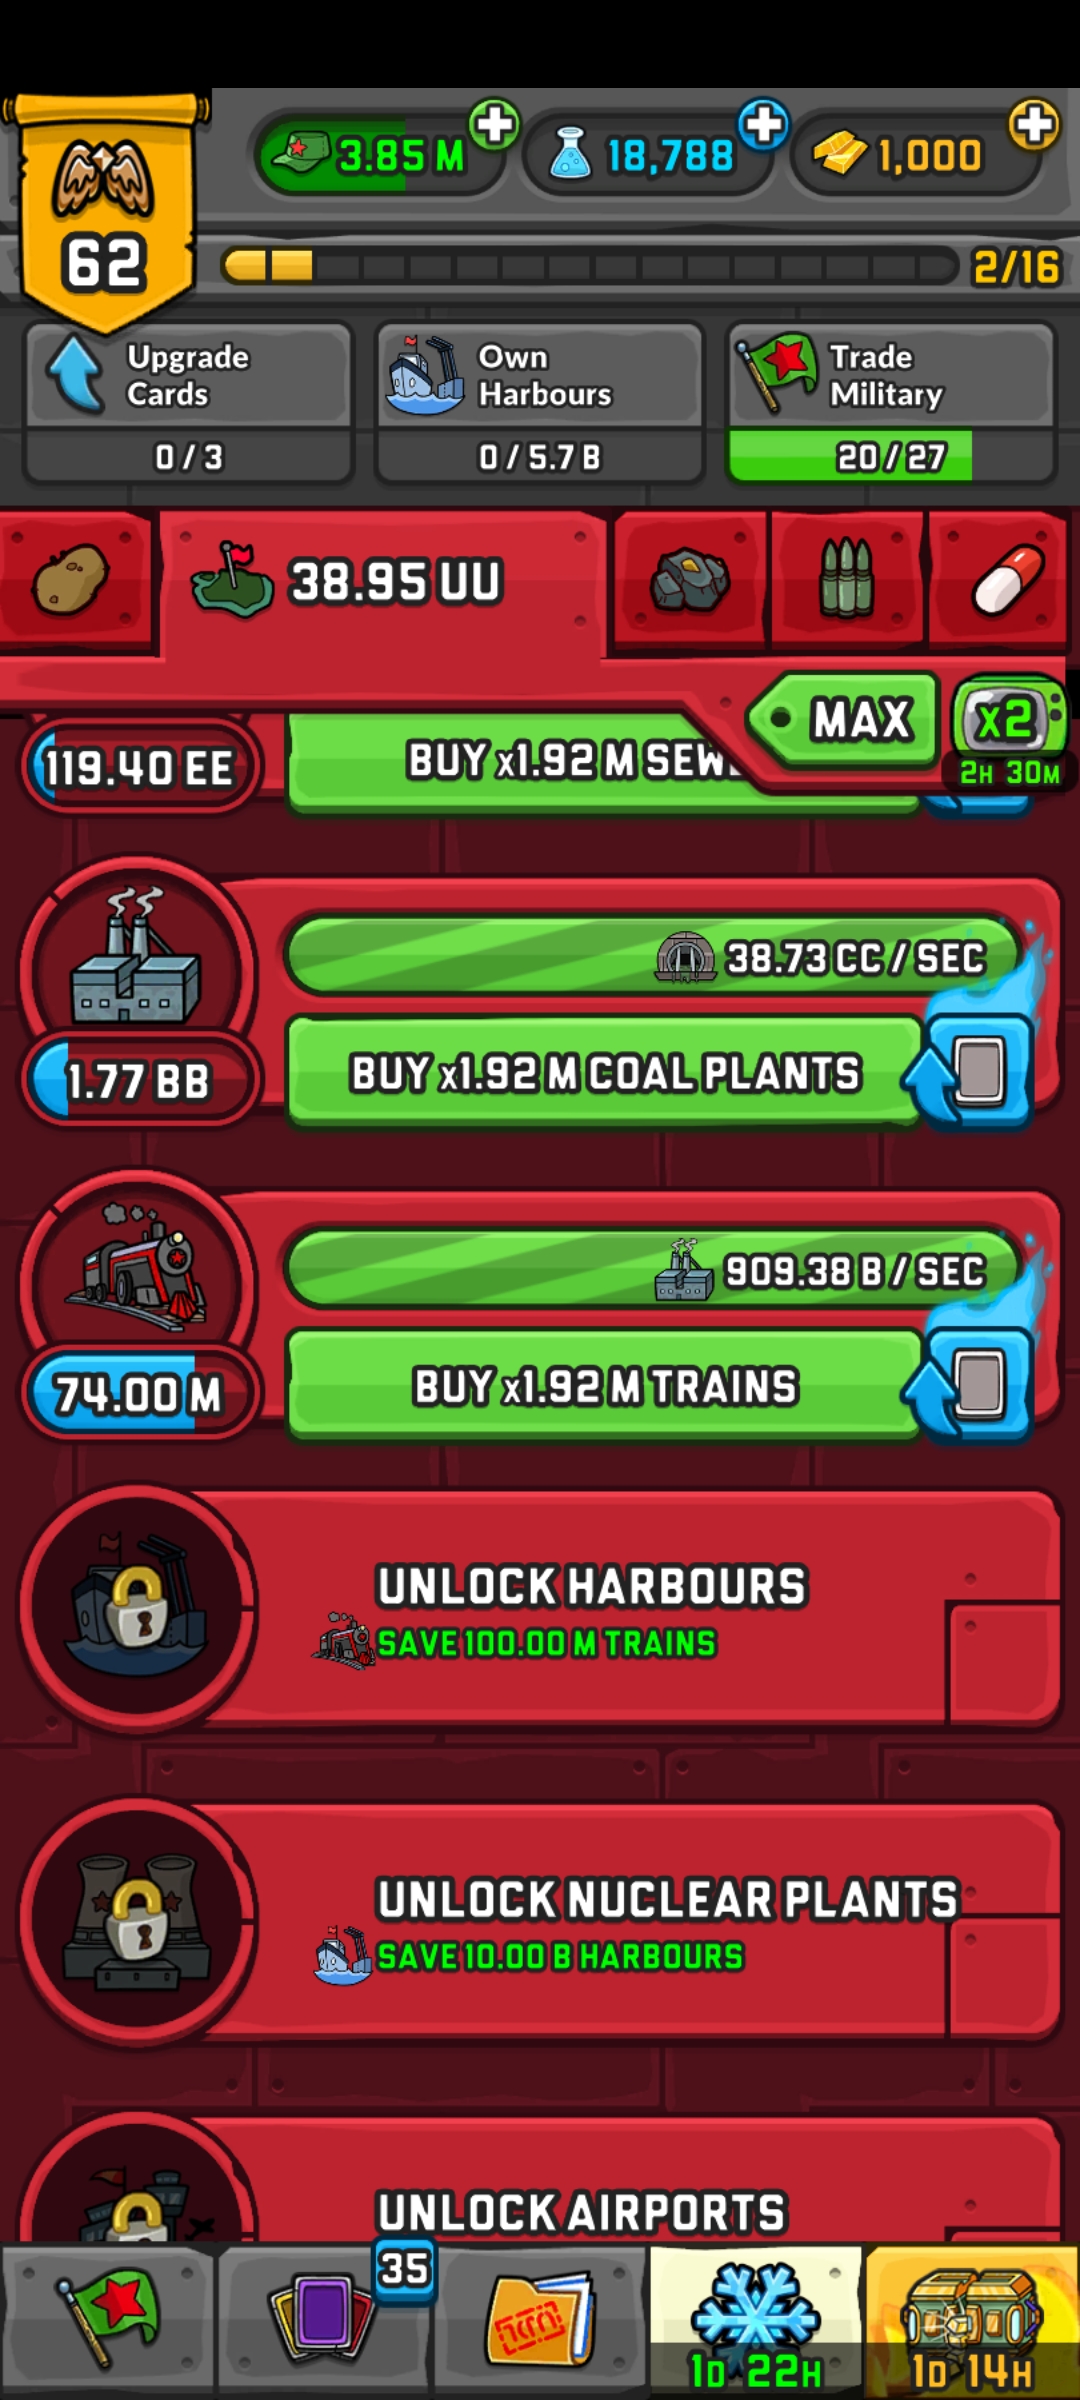 3.85 M
18,788
1,000
62
2/16
Upgrade
Cards
0 / 3
Own
Harbours
0 / 5.7 B
Trade
Military
20 / 27
38.95 UU
MAX
x2
2H 30M
119.40 EE
BUY x1.92 M
38.73 CC / SEC
1.77 BB
BUY x1.92 M COAL PLANTS
909.38 B / SEC
74.00 M
BUY x1.92 M TRAINS
UNLOCK HARBOURS
SAVE 100.00 M TRAINS
UNLOCK NUCLEAR PLANTS
SAVE 10.00 B HARBOURS
UNLOCK AIRPORTS
35
1D 22H
1D 14H